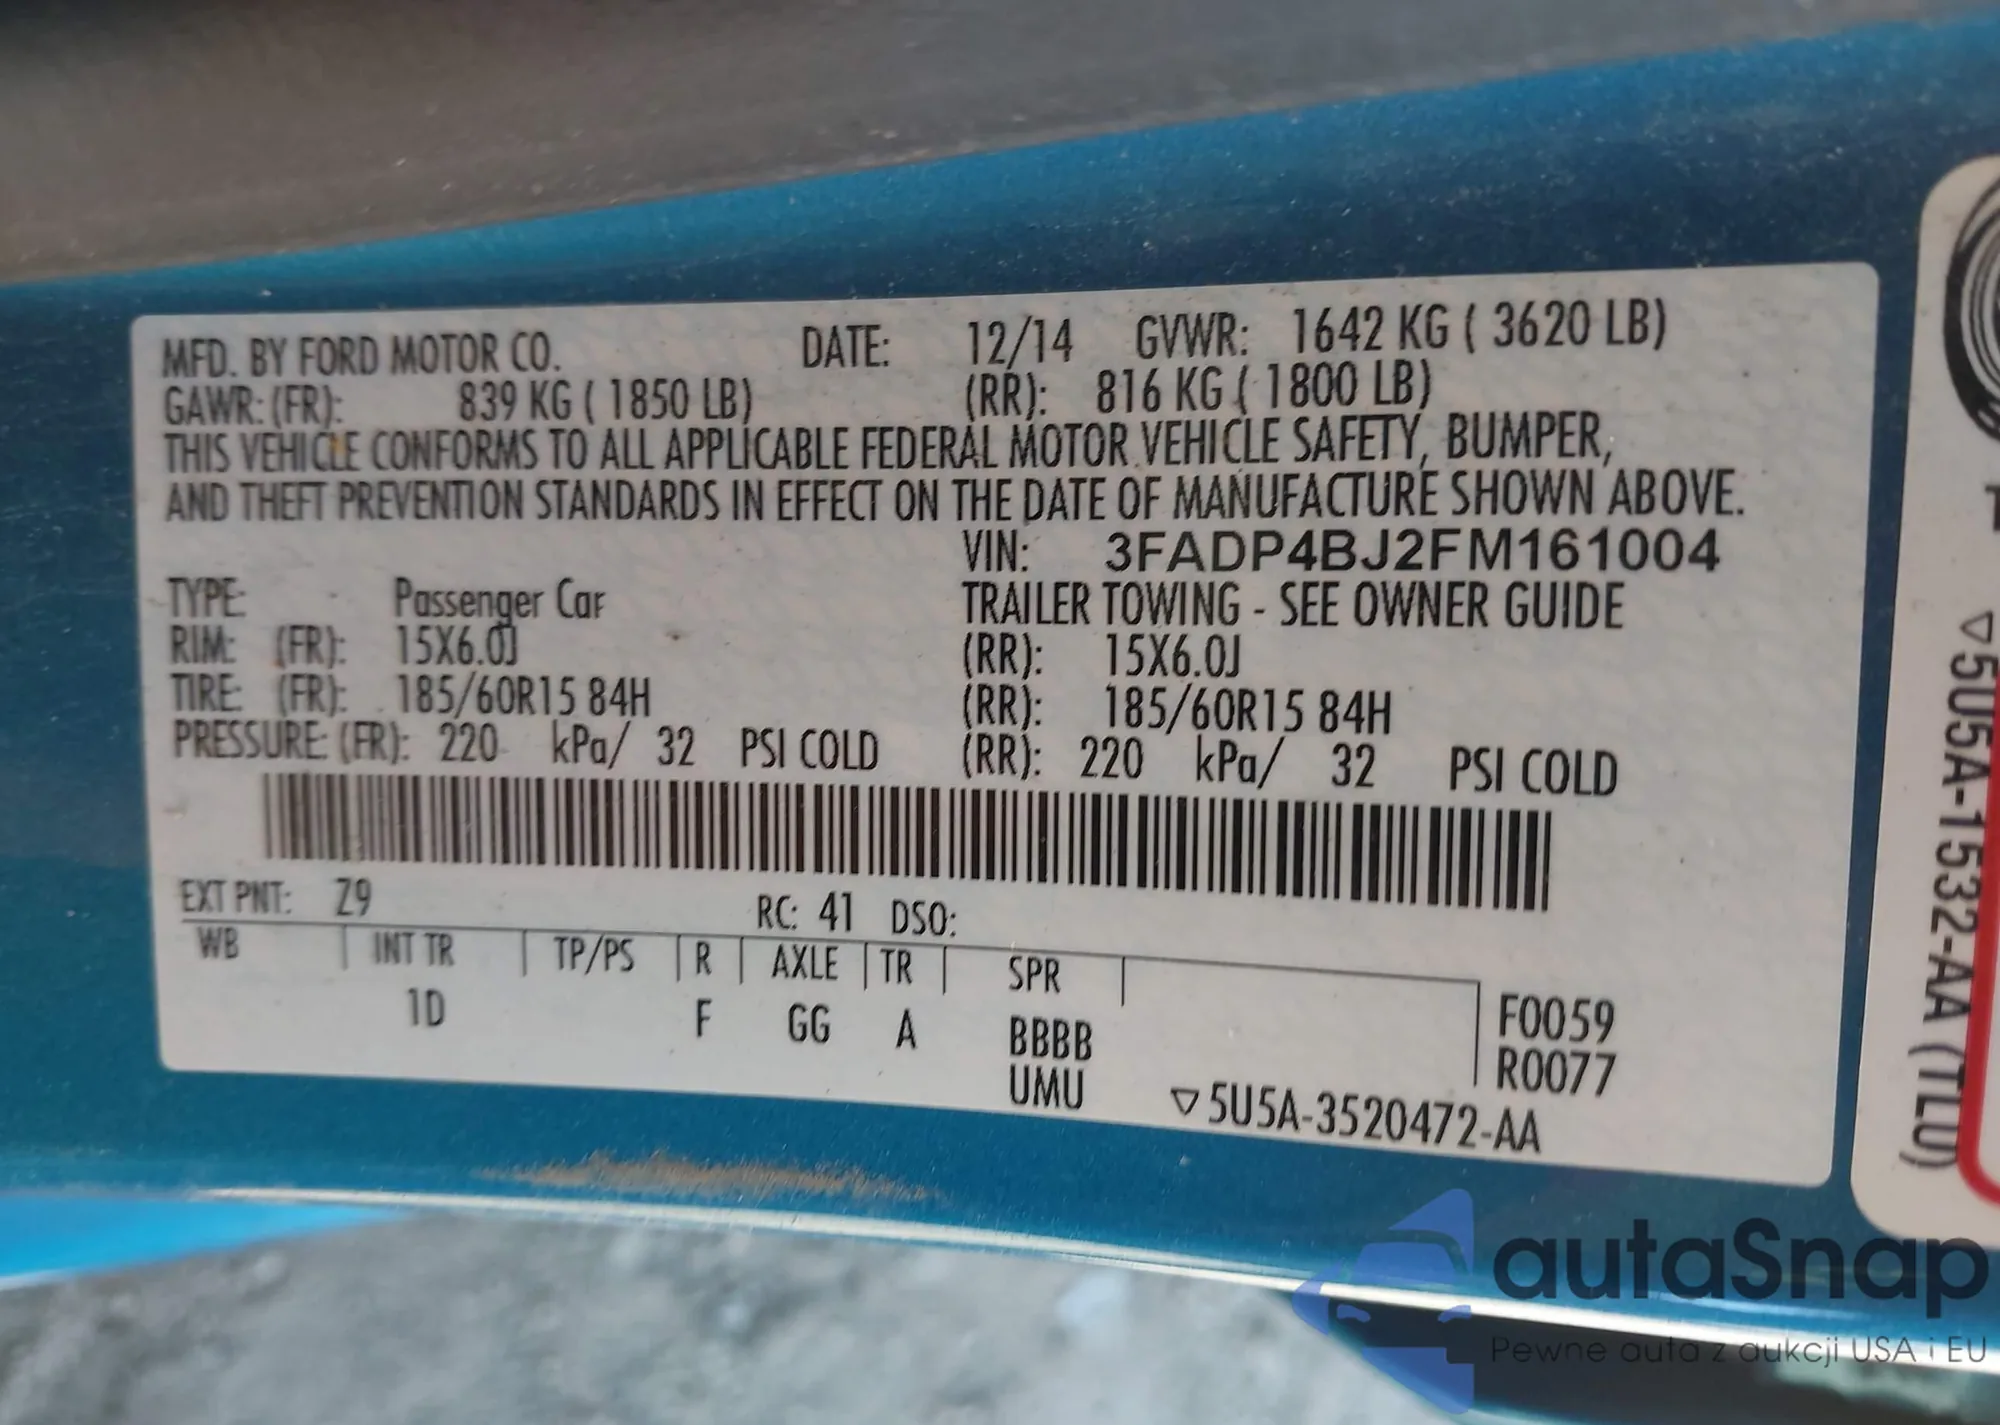 MFD. BY FORD MOTOR CO. DATE: 12/14 GVWR: 1642 KG ( 3620 LB)
GAWR: (FR): 839 KG ( 1850 LB) (RR): 816 KG ( 1800 LB)
THIS VEHICLE CONFORMS TO ALL APPLICABLE FEDERAL MOTOR VEHICLE SAFETY, BUMPER,
AND THEFT PREVENTION STANDARDS IN EFFECT ON THE DATE OF MANUFACTURE SHOWN ABOVE.
VIN: 3FADP4BJ2FM161004
TYPE: Passenger Car TRAILER TOWING - SEE OWNER GUIDE
RIM: (FR): 15X6.0J (RR): 15X6.0J
TIRE: (FR): 185/60R15 84H (RR): 185/60R15 84H
PRESSURE: (FR): 220 kPa/ 32 PSI COLD (RR): 220 kPa/ 32 PSI COLD
EXT PNT: Z9 RC: 41 DSO:
WB INT TR TP/PS R AXLE TR SPR
1D F GG A BBBB F0059
UMU R0077
▽5U5A-3520472-AA
▽5U5A-1532-AA (TLU)
autaSnap
Pewne auta z aukcji USA i EU